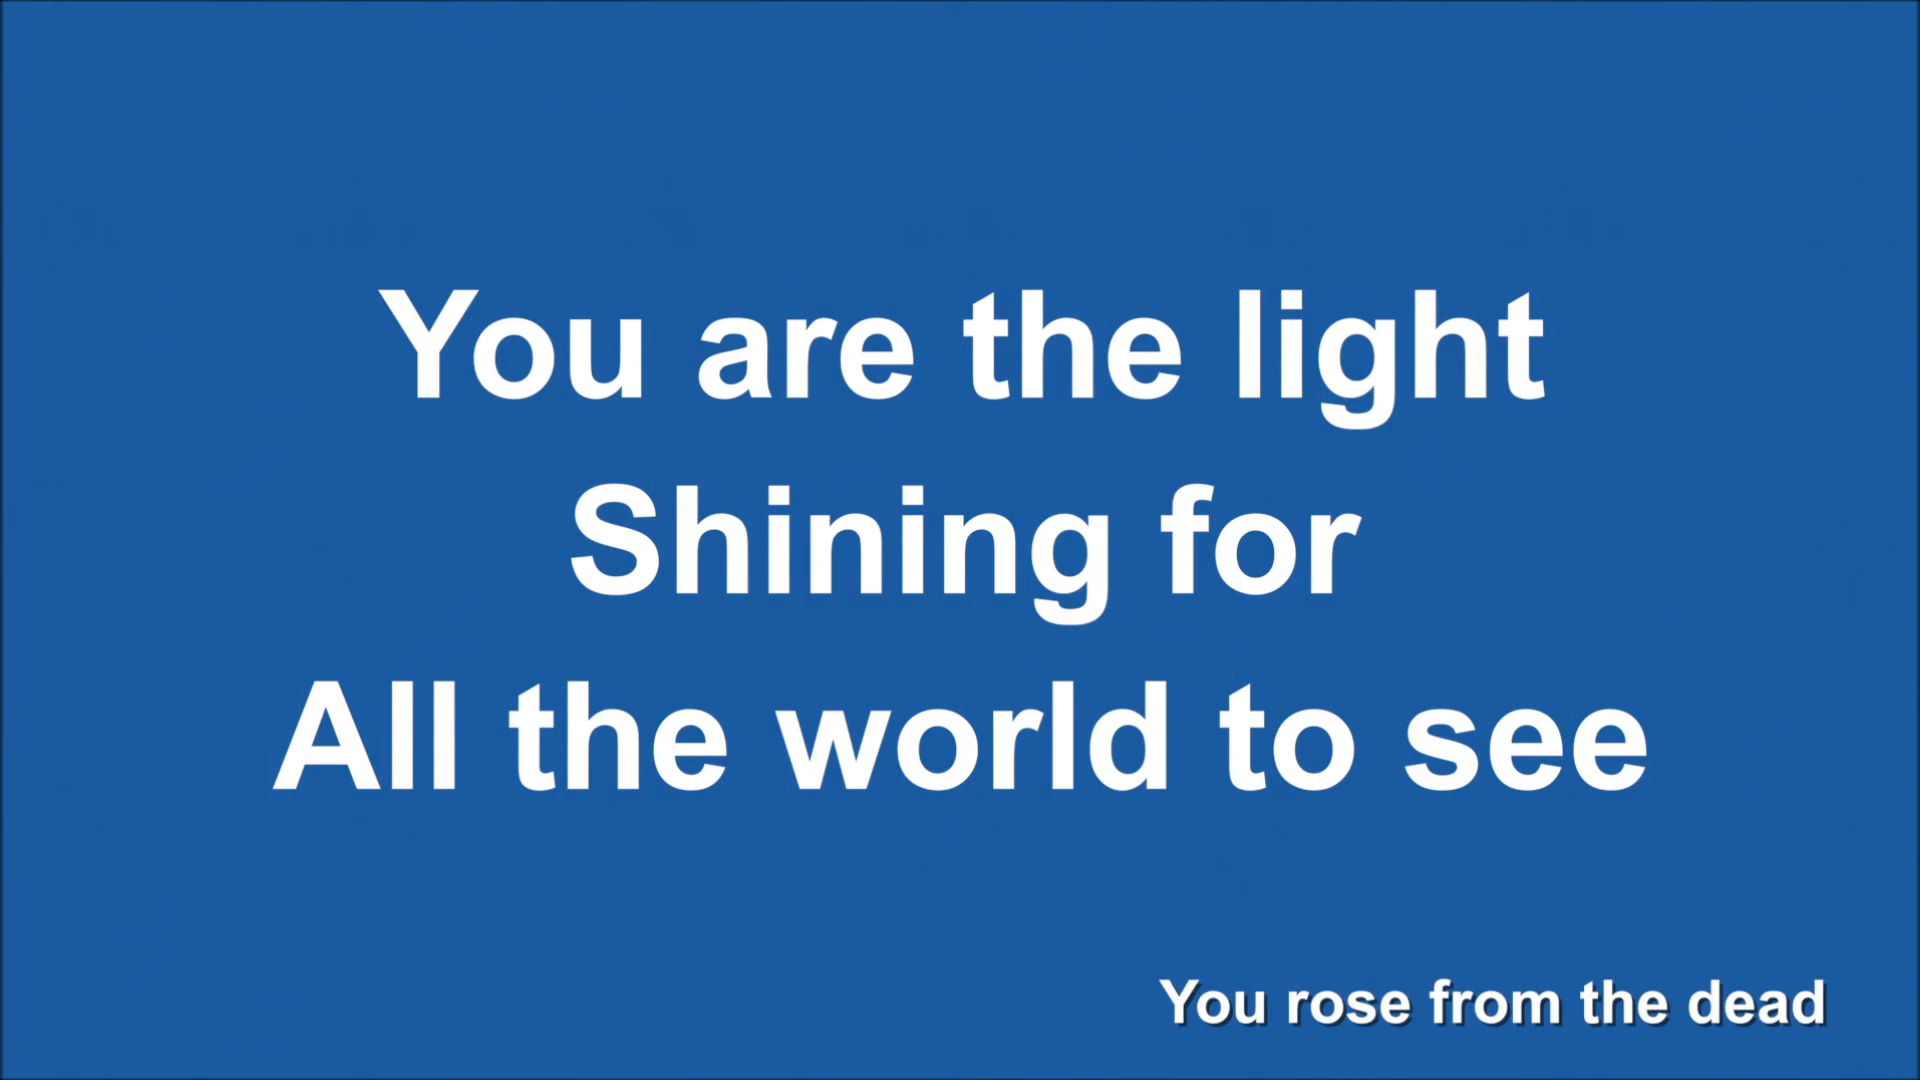 You are the light
Shining for
All the world to see
You rose from the dead